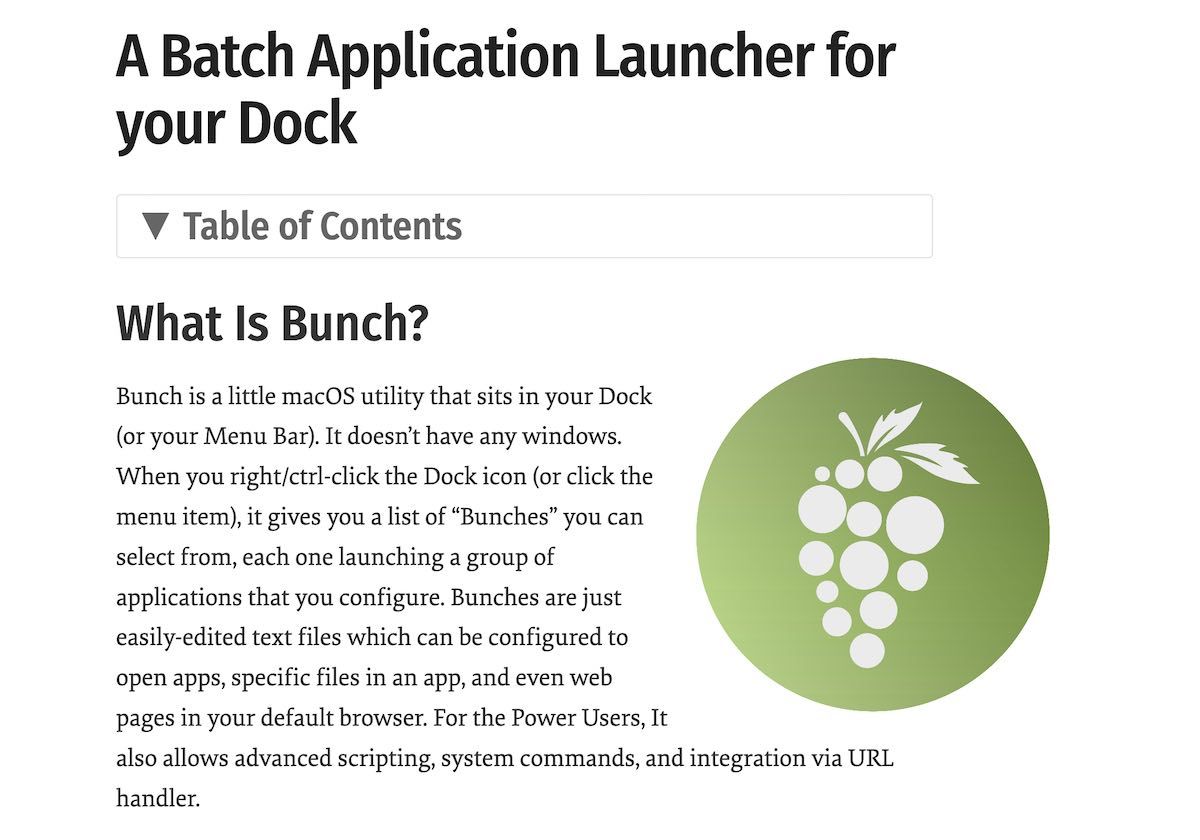 A Batch Application Launcher for
your Dock
▼ Table of Contents
What Is Bunch?
Bunch is a little macOS utility that sits in your Dock
(or your Menu Bar). It doesn’t have any windows.
When you right/ctrl-click the Dock icon (or click the
menu item), it gives you a list of “Bunches” you can
select from, each one launching a group of
applications that you configure. Bunches are just
easily-edited text files which can be configured to
open apps, specific files in an app, and even web
pages in your default browser. For the Power Users, It
also allows advanced scripting, system commands, and integration via URL
handler.